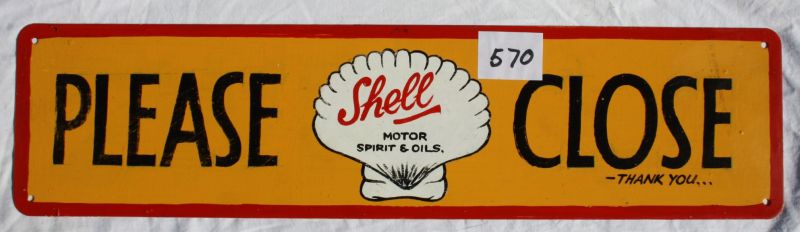 570
PLEASE
Shell
MOTOR
SPIRIT & OILS.
CLOSE
-THANK YOU...